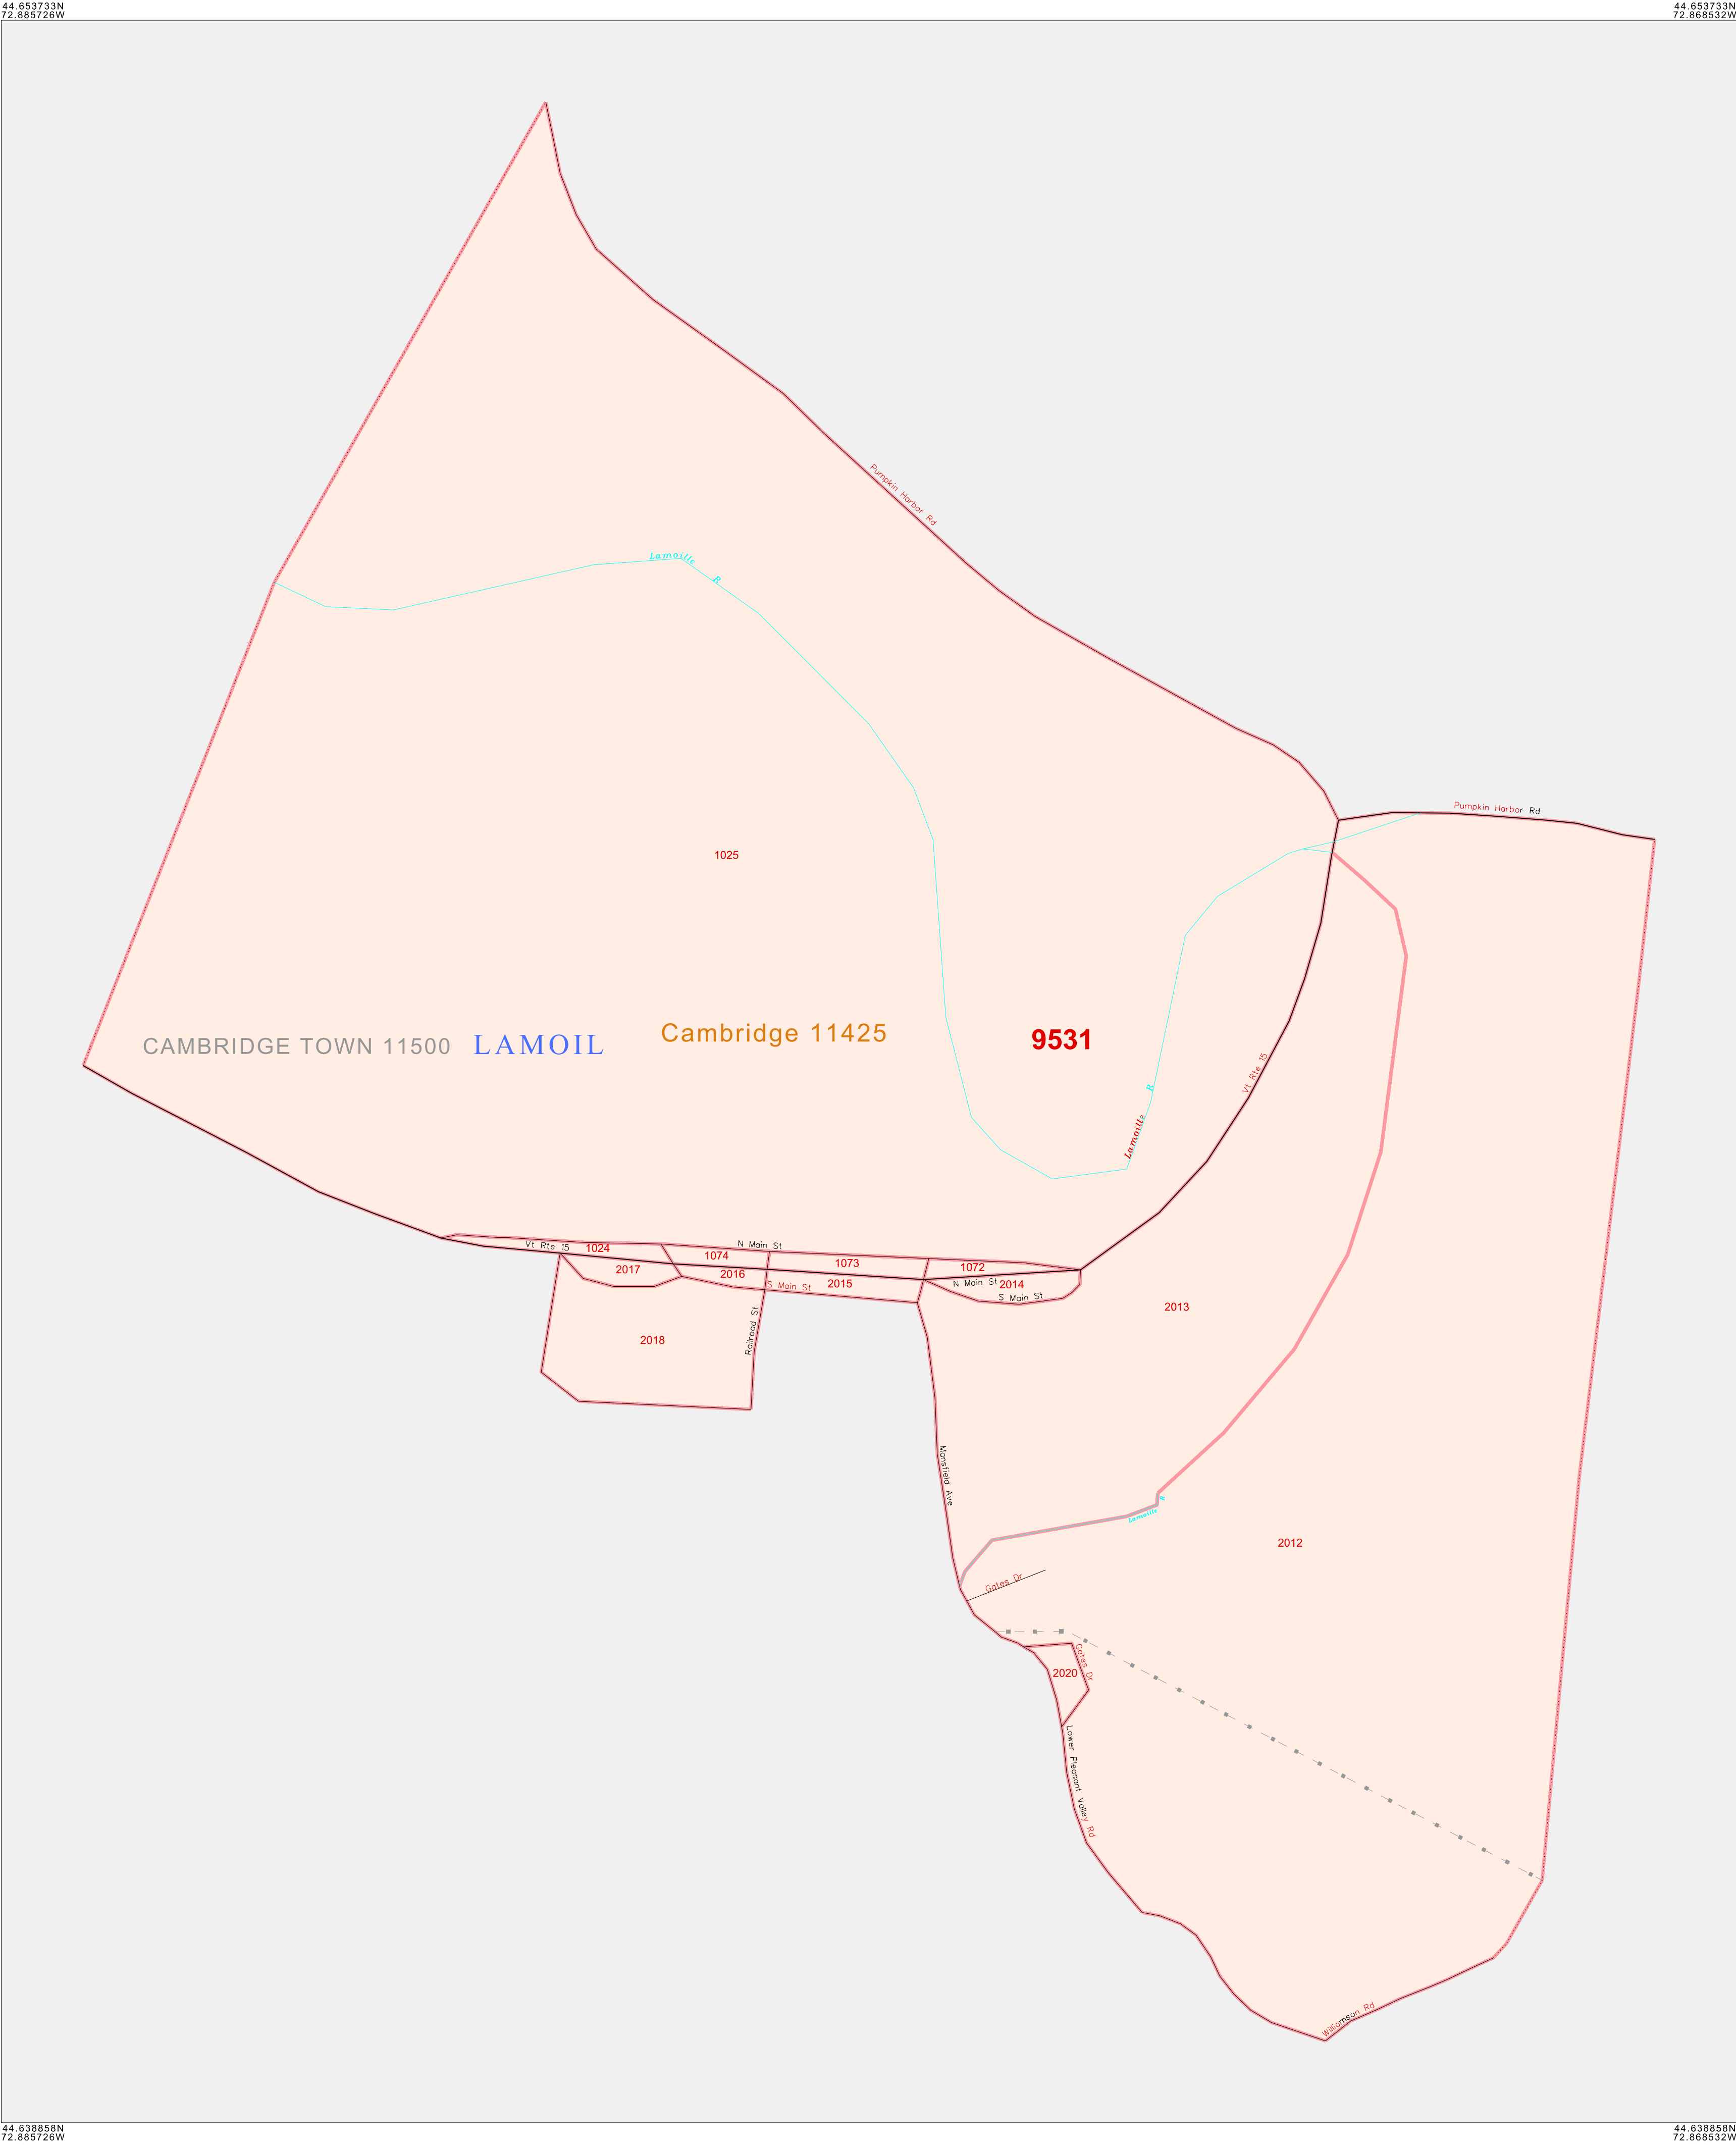 44.653733N
72.885726W
44.653733N
72.868532W
Pumpkin Harbor Rd
Lamoille R
Pumpkin Harbor Rd
1025
CAMBRIDGE TOWN 11500
LAMOIL
Cambridge 11425
9531
Vt Rte 15
Lamoille R
Vt Rte 15
1024
N Main St
1074
1073
1072
2017
2016
S Main St
2015
N Main St
2014
S Main St
2013
Railroad St
2018
Mansfield Ave
Lamoille R
2012
Gates Dr
2020
Gates Dr
Lower Pleasant Valley Rd
Williamson Rd
44.638858N
72.885726W
44.638858N
72.868532W